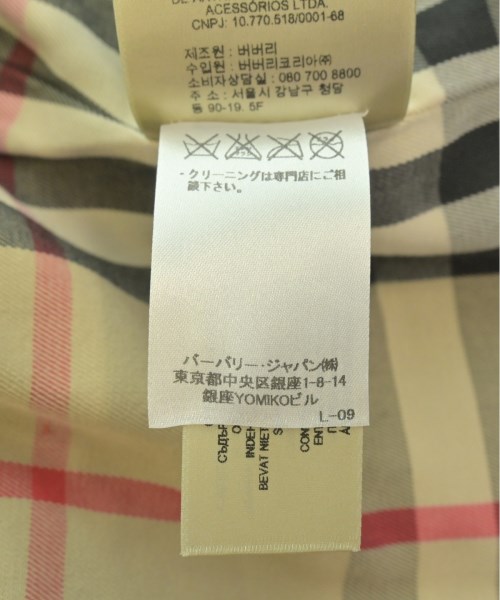 ACESSÓRIOS LTDA.
CNPJ: 10.770.518/0001-68
제조원 : 버버리
수입원 : 버버리코리아㈜
소비자상담실 : 080 700 8800
주 소 : 서울시 강남구 청담
동 90-19. 5F
・クリーニングは専門店にご相
談下さい。
バーバリー・ジャパン㈱
東京都中央区銀座1-8-14
銀座YOMIKOビル
L-09
СЪДЪР
INDEH
BEVAT NIET
CON
ENT